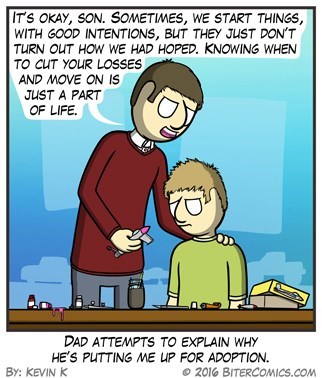 IT'S OKAY, SON. SOMETIMES, WE START THINGS,
WITH GOOD INTENTIONS, BUT THEY JUST DON'T
TURN OUT HOW WE HAD HOPED. KNOWING WHEN
TO CUT YOUR LOSSES
AND MOVE ON IS
JUST A PART
OF LIFE.
DAD ATTEMPTS TO EXPLAIN WHY
HE'S PUTTING ME UP FOR ADOPTION.
BY: KEVIN K © 2016 BITERCOMICS.COM